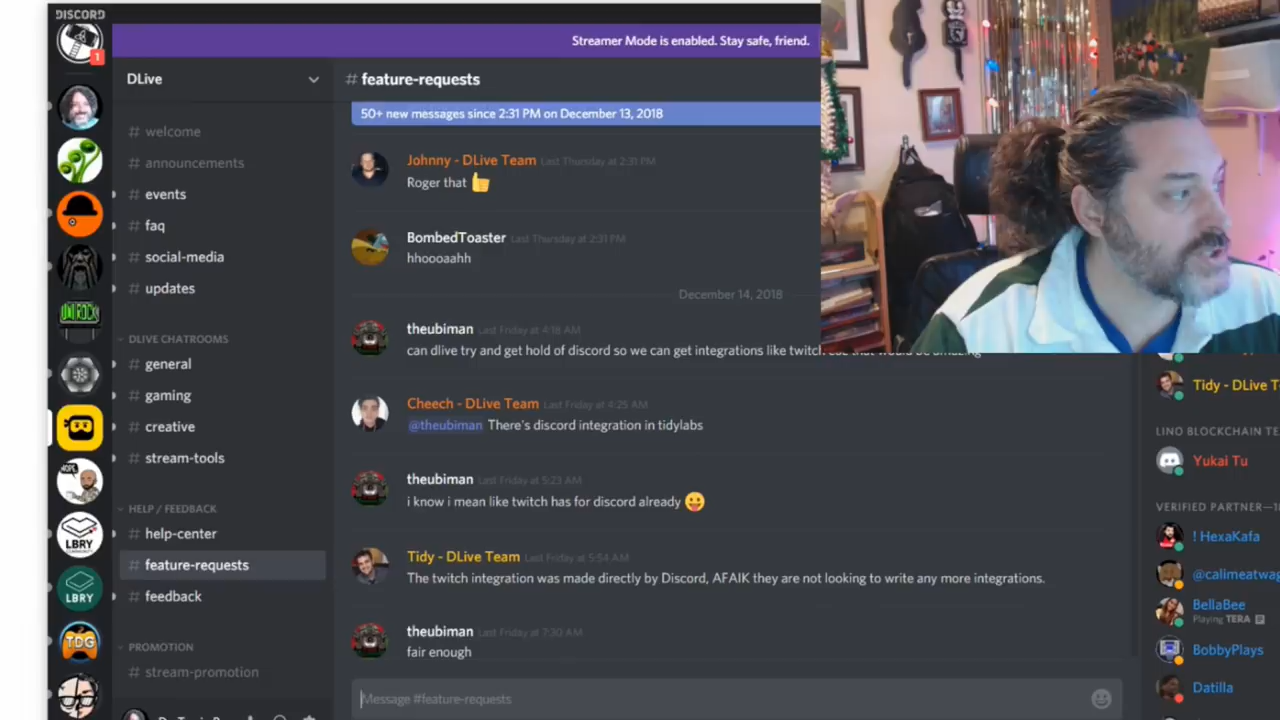 DISCORD
1
Streamer Mode is enabled. Stay safe, friend.
DLive
# welcome
# announcements
# events
# faq
# social-media
# updates
DLIVE CHATROOMS
# general
# gaming
# creative
# stream-tools
HELP / FEEDBACK
# help-center
# feature-requests
# feedback
PROMOTION
# stream-promotion
NOPE
LBRY
COMMUNITY
LBRY
TDG
# feature-requests
50+ new messages since 2:31 PM on December 13, 2018
Johnny - DLive Team Last Thursday at 2:31 PM
Roger that
BombedToaster Last Thursday at 2:31 PM
hhoooaahh
December 14, 2018
theubiman Last Friday at 4:18 AM
can dlive try and get hold of discord so we can get integrations like twitch
Cheech - DLive Team Last Friday at 4:25 AM
@theubiman There's discord integration in tidylabs
theubiman Last Friday at 5:23 AM
i know i mean like twitch has for discord already
Tidy - DLive Team Last Friday at 5:54 AM
The twitch integration was made directly by Discord, AFAIK they are not looking to write any more integrations.
theubiman Last Friday at 7:30 AM
fair enough
Message #feature-requests
Tidy - DLive T
LINO BLOCKCHAIN TE
Yukai Tu
VERIFIED PARTNER—1
! HexaKafa
@calimeatwag
BellaBee
Playing TERA
BobbyPlays
Datilla